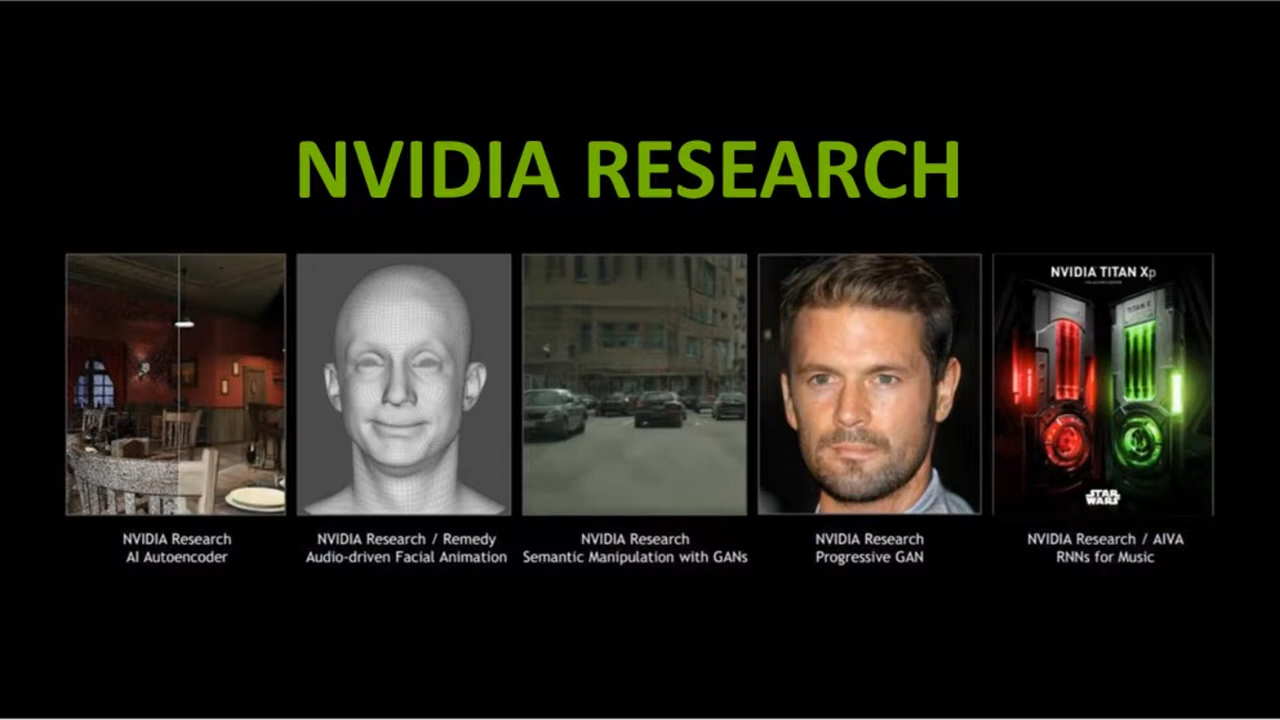 NVIDIA RESEARCH
NVIDIA TITAN Xp
TITAN X
STAR
WARS
NVIDIA Research
AI Autoencoder
NVIDIA Research / Remedy
Audio-driven Facial Animation
NVIDIA Research
Semantic Manipulation with GANs
NVIDIA Research
Progressive GAN
NVIDIA Research / AIVA
RNNs for Music